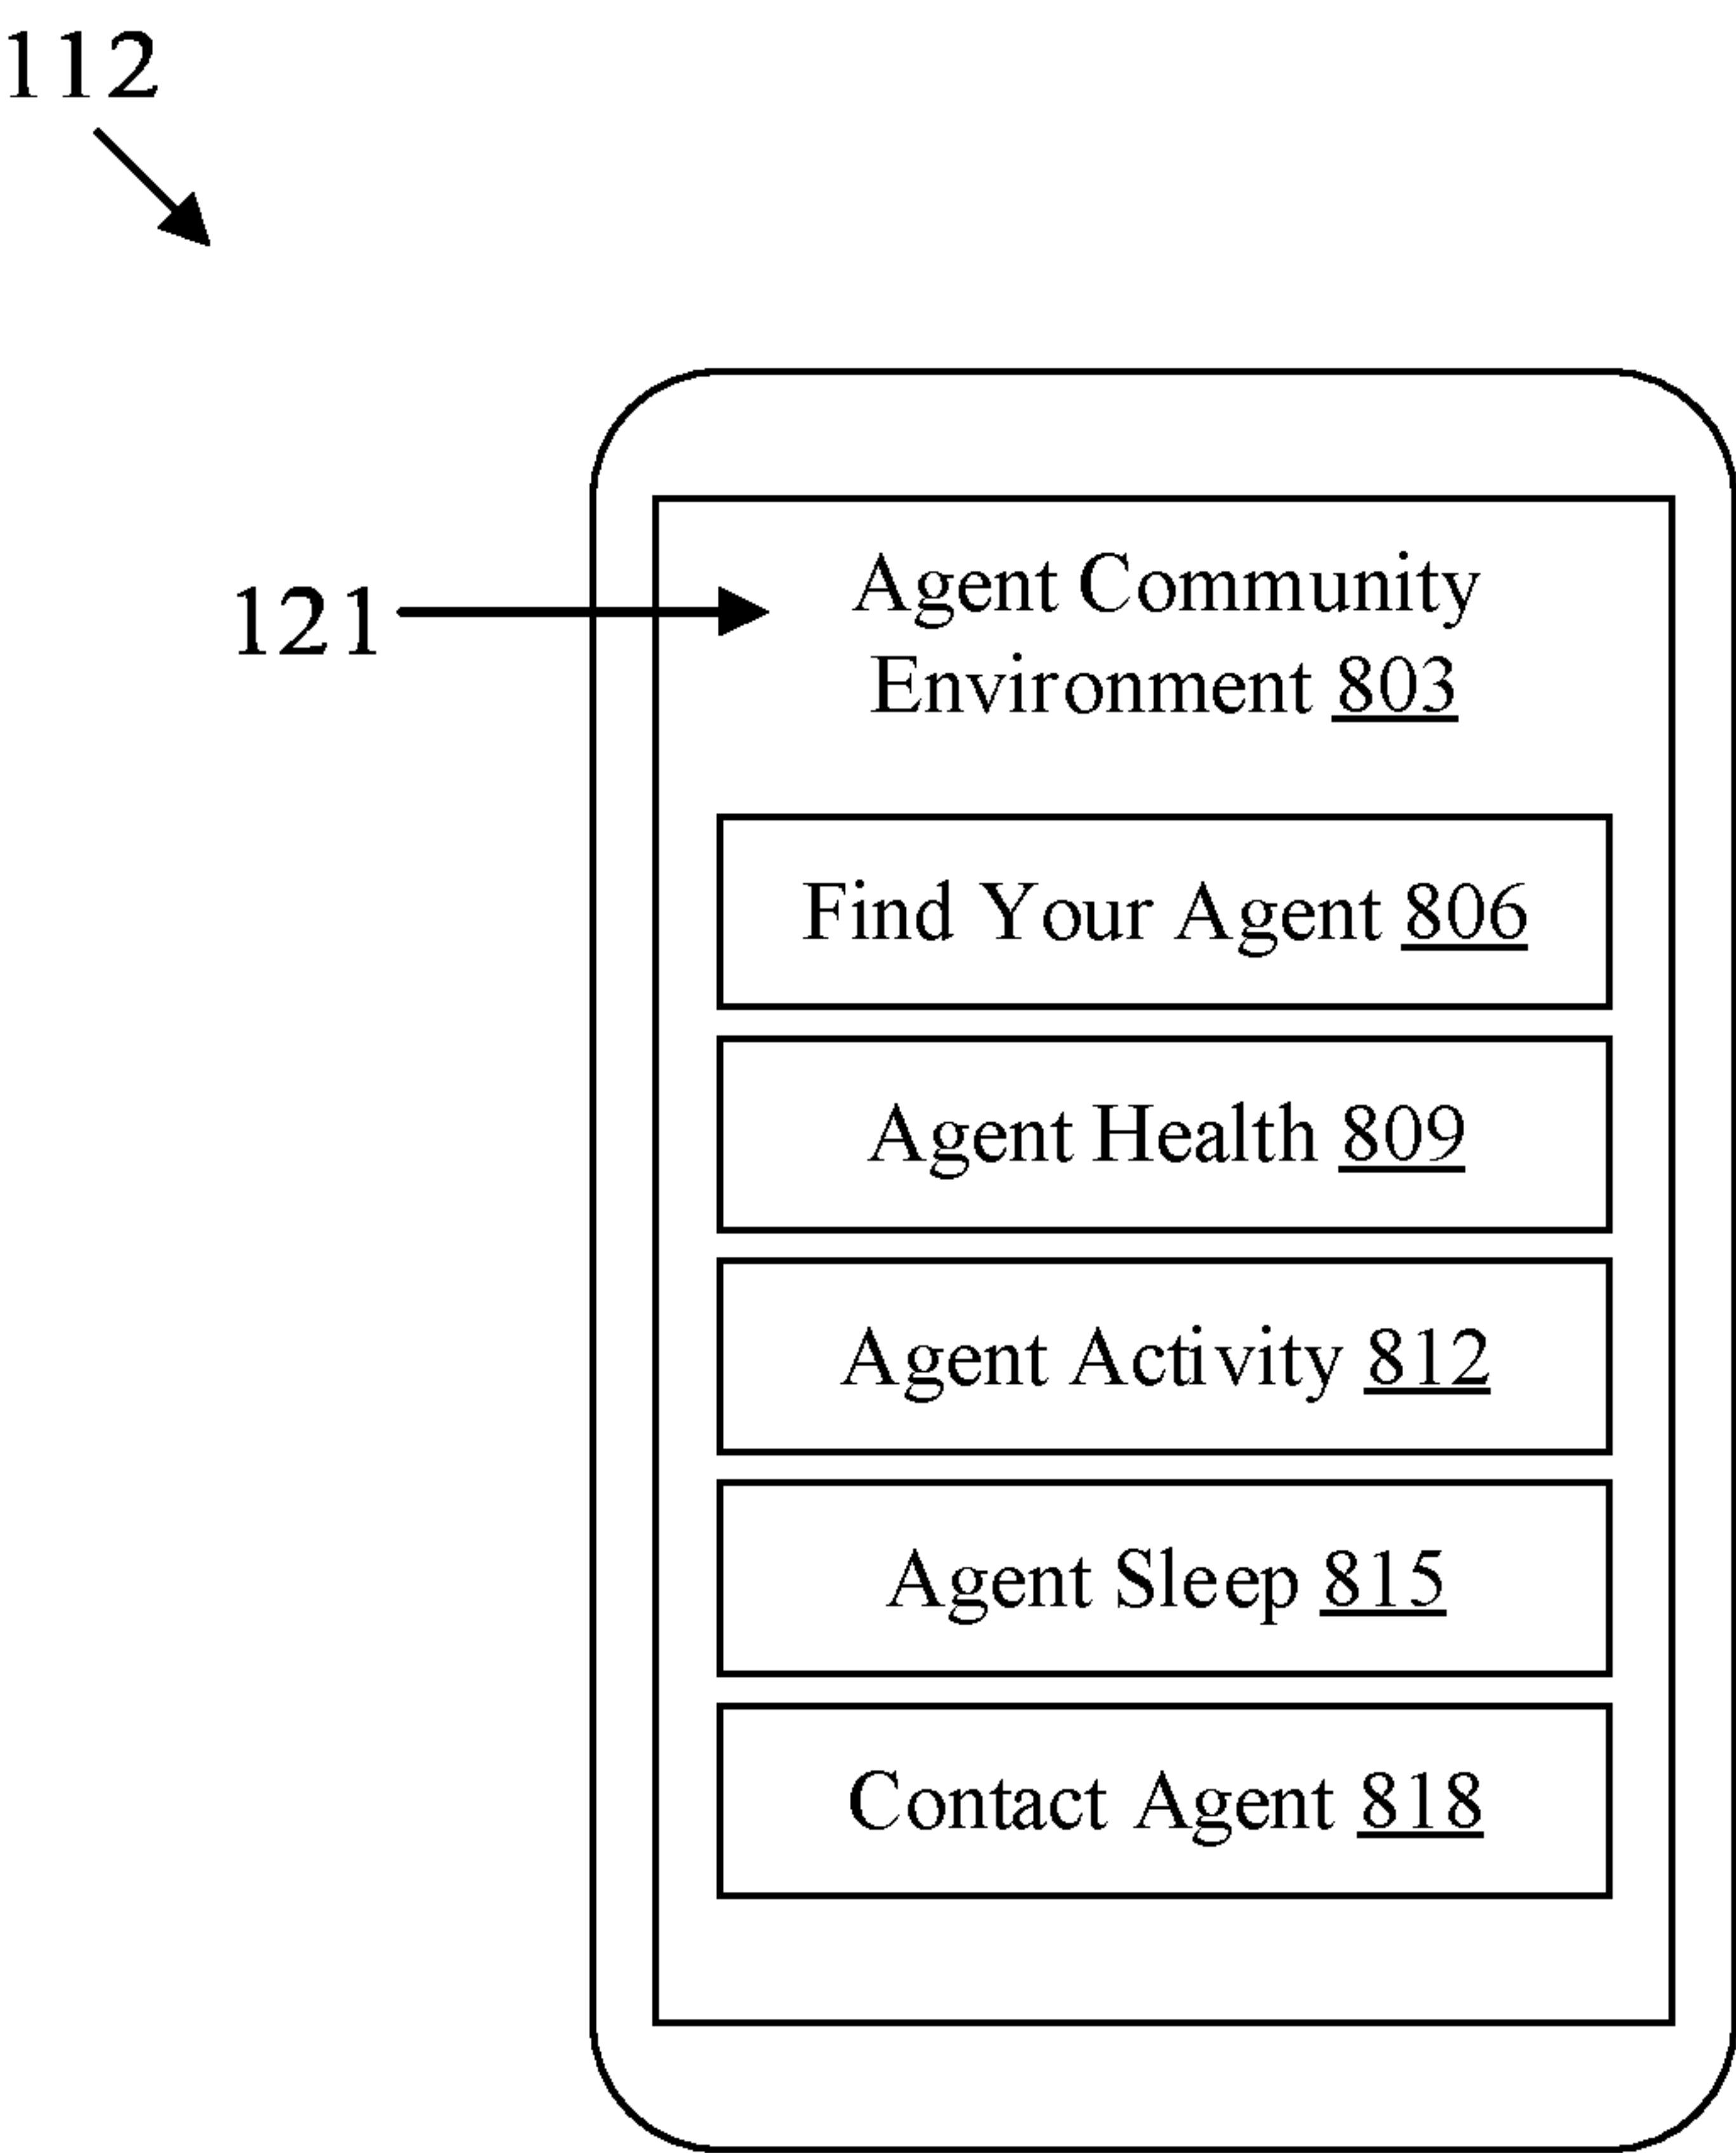 112
121
Agent Community
Environment 803
Find Your Agent 806
Agent Health 809
Agent Activity 812
Agent Sleep 815
Contact Agent 818